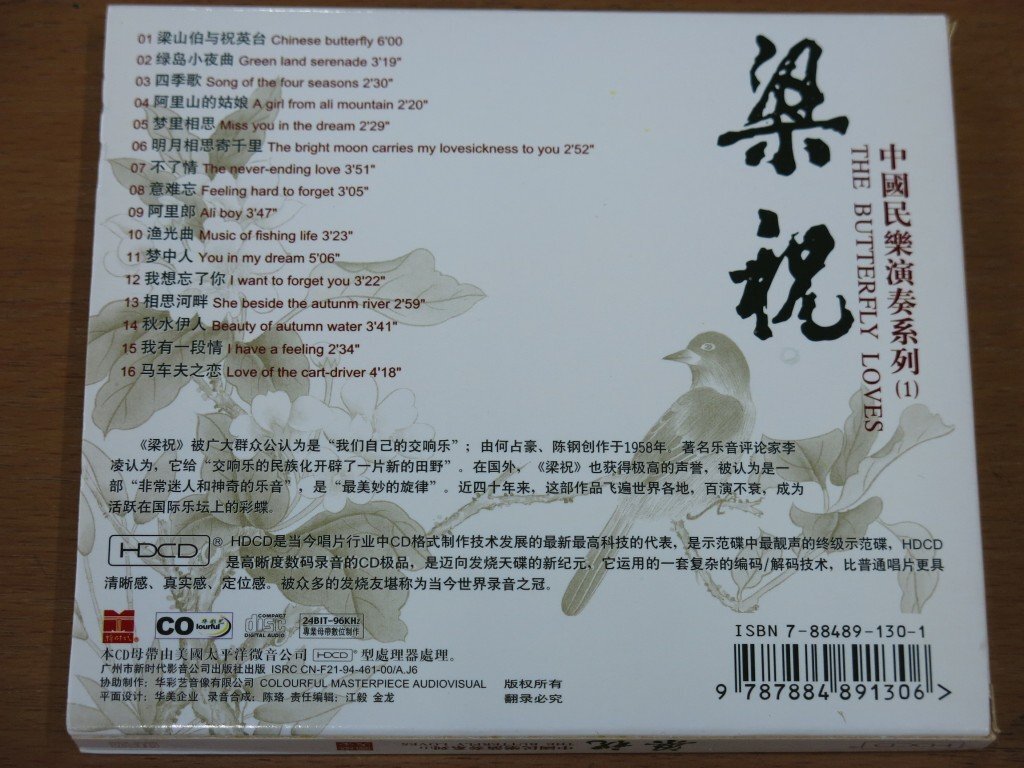 01 梁山伯与祝英台 Chinese butterfly 6'00
02 绿岛小夜曲 Green land serenade 3'19"
03 四季歌 Song of the four seasons 2'30"
04 阿里山的姑娘 A girl from ali mountain 2'20"
05 梦里相思 Miss you in the dream 2'29"
06 明月相思寄千里 The bright moon carries my lovesickness to you 2'52"
07 不了情 The never-ending love 3'51"
08 意难忘 Feeling hard to forget 3'05"
09 阿里郎 Ali boy 3'47"
10 渔光曲 Music of fishing life 3'23"
11 梦中人 You in my dream 5'06"
12 我想忘了你 I want to forget you 3'22"
13 相思河畔 She beside the autunm river 2'59"
14 秋水伊人 Beauty of autumn water 3'41"
15 我有一段情 I have a feeling 2'34"
16 马车夫之恋 Love of the cart-driver 4'18"
梁祝
中國民樂演奏系列(1)
THE BUTTERFLY LOVES
《梁祝》被广大群众公认为是“我们自己的交响乐”；由何占豪、陈钢创作于1958年。著名乐音评论家李
凌认为，它给“交响乐的民族化开辟了一片新的田野”。在国外，《梁祝》也获得极高的声誉，被认为是一
部“非常迷人和神奇的乐音”，是“最美妙的旋律”。近四十年来，这部作品飞遍世界各地，百演不衰，成为
活跃在国际乐坛上的彩蝶。
HDCD® HDCD是当今唱片行业中CD格式制作技术发展的最新最高科技的代表，是示范碟中最靓声的终级示范碟，HDCD
是高晰度数码录音的CD极品，是迈向发烧天碟的新纪元，它运用的一套复杂的编码/解码技术，比普通唱片更具
清晰感、真实感、定位感。被众多的发烧友堪称为当今世界录音之冠。
COlourful 华彩艺
COMPACT disc DIGITAL AUDIO
24BIT-96KHz
專業母帶數位制作
本CD母帶由美國太平洋微音公司 HDCD 型處理器處理。
广州市新时代影音公司出版社出版 ISRC CN-F21-94-461-00/A.J6
协助制作：华彩艺音像有限公司 COLOURFUL MASTERPIECE AUDIOVISUAL
平面设计：华美企业 录音合成：陈珞 责任编辑：江毅 金龙
版权所有
翻录必究
ISBN 7-88489-130-1
9 787884 891306 >